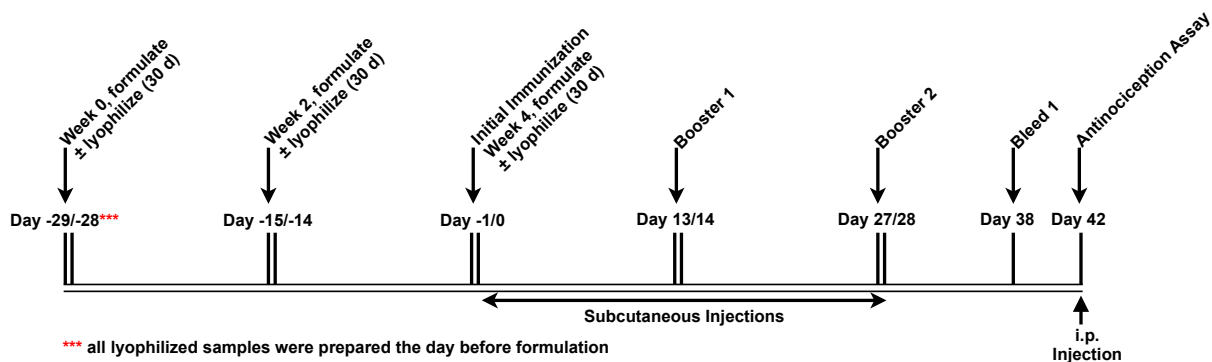 Week 0, formulate
± lyophilize (30 d)
Week 2, formulate
± lyophilize (30 d)
Initial Immunization
Week 4, formulate
± lyophilize (30 d)
Booster 1
Booster 2
Bleed 1
Antinociception Assay
Day -29/-28***
Day -15/-14
Day -1/0
Day 13/14
Day 27/28
Day 38
Day 42
Subcutaneous Injections
i.p.
Injection
*** all lyophilized samples were prepared the day before formulation